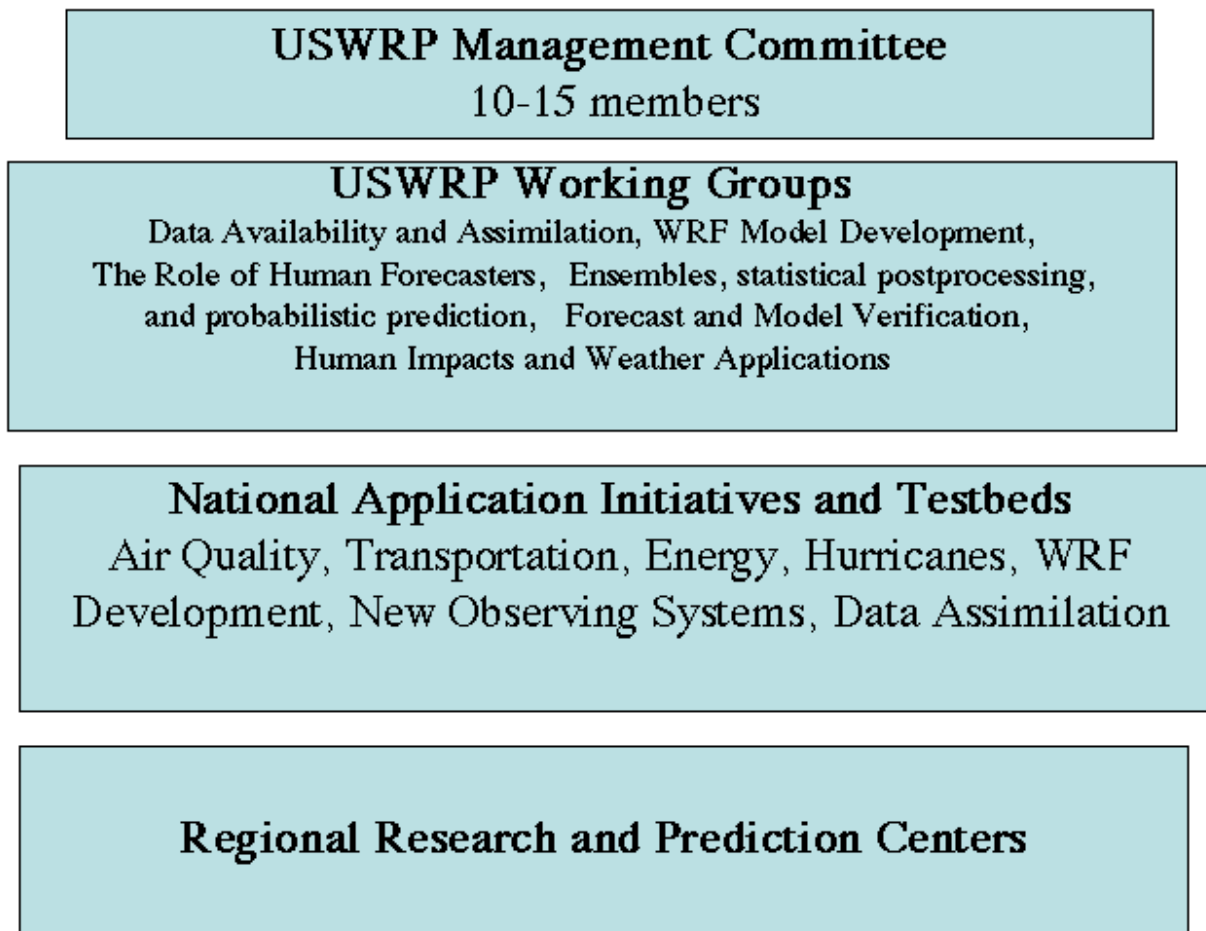 USWRP Management Committee
10-15 members
USWRP Working Groups
Data Availability and Assimilation, WRF Model Development,
The Role of Human Forecasters, Ensembles, statistical postprocessing,
and probabilistic prediction, Forecast and Model Verification,
Human Impacts and Weather Applications
National Application Initiatives and Testbeds
Air Quality, Transportation, Energy, Hurricanes, WRF
Development, New Observing Systems, Data Assimilation
Regional Research and Prediction Centers